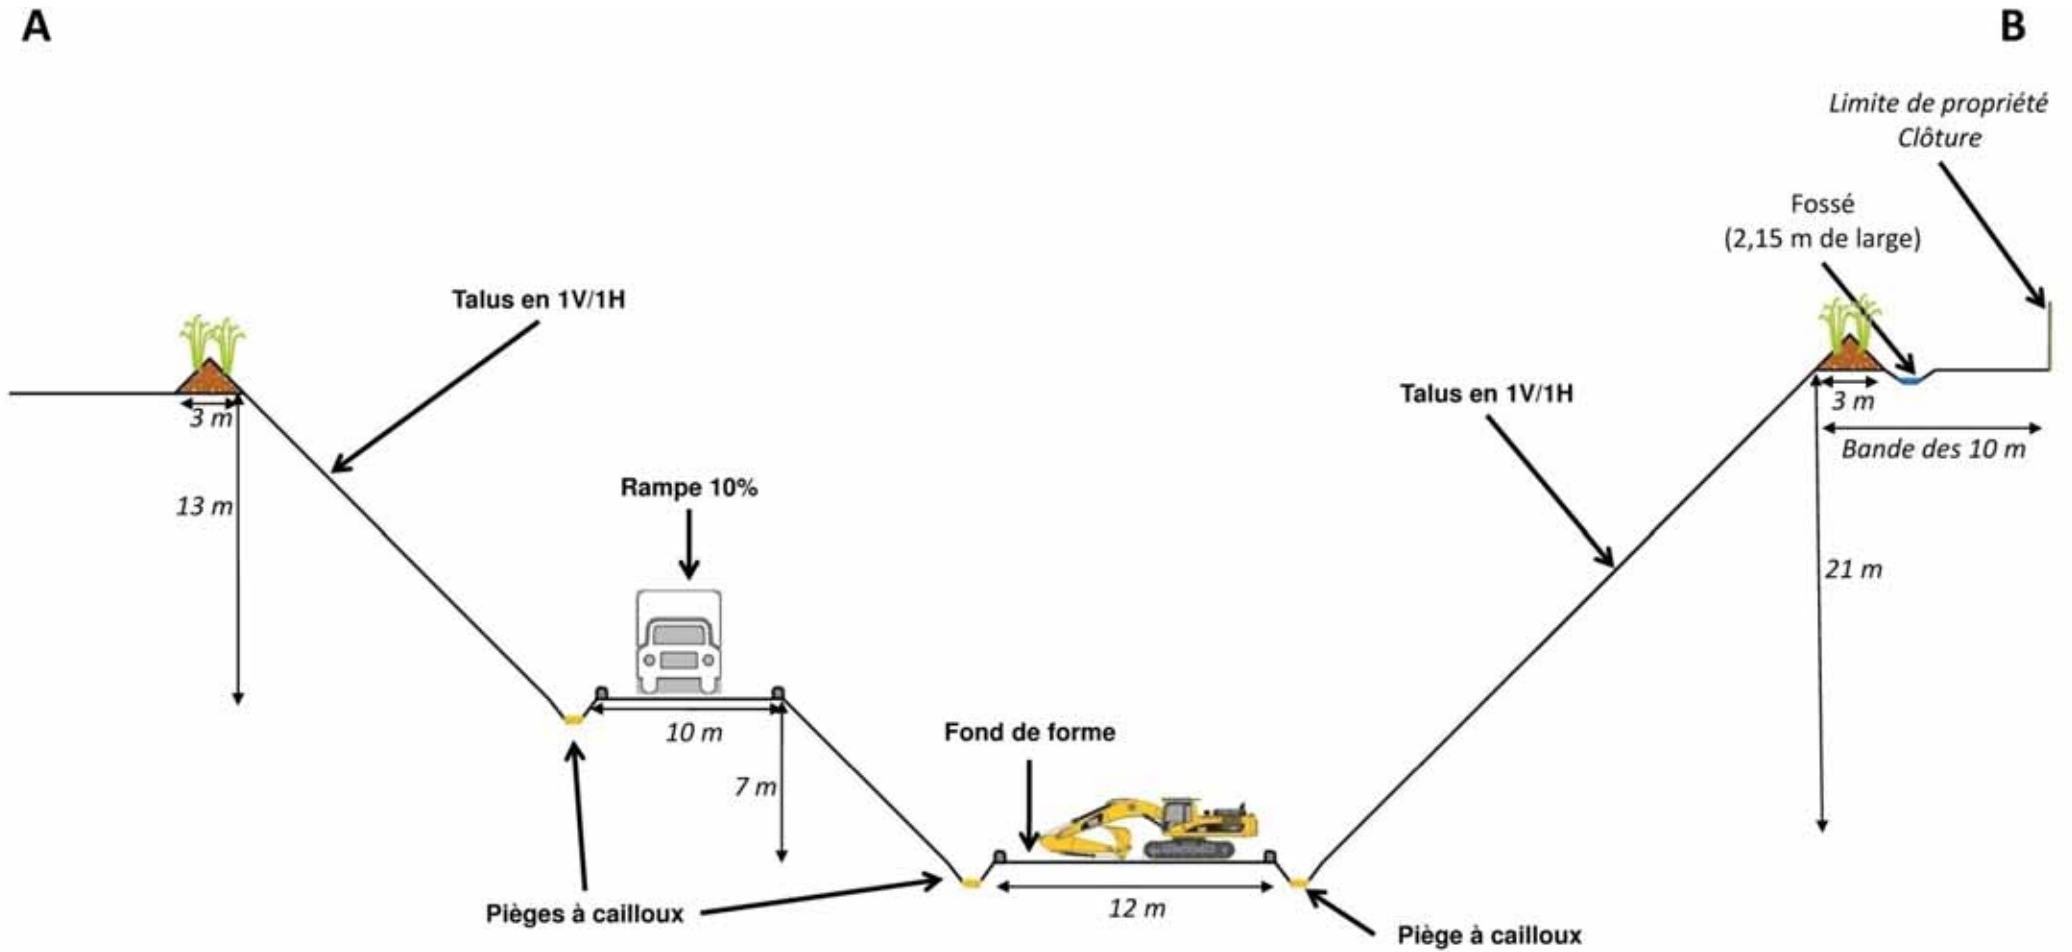 A
B
Limite de propriété
Clôture
Fossé
(2,15 m de large)
Talus en 1V/1H
Talus en 1V/1H
3 m
3 m
Bande des 10 m
Rampe 10%
13 m
21 m
10 m
Fond de forme
7 m
12 m
Pièges à cailloux
Piège à cailloux